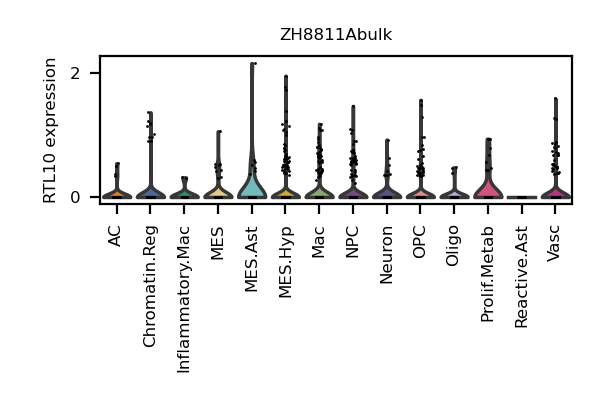 ZH8811Abulk
RTL10 expression
2
0
AC
Chromatin.Reg
Inflammatory.Mac
MES
MES.Ast
MES.Hyp
Mac
NPC
Neuron
OPC
Oligo
Prolif.Metab
Reactive.Ast
Vasc